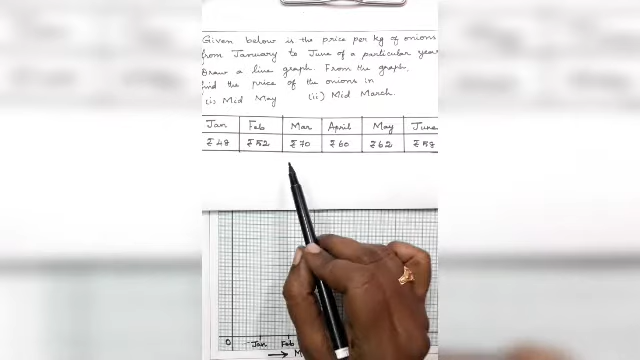 Given below is the price per kg of onions
from January to June of a particular year
Draw a line graph. From the graph,
find the price of the onions in
(i) Mid May (ii) Mid March.
Jan Feb Mar April May June
₹48 ₹52 ₹70 ₹60 ₹62 ₹58
0 Jan Feb
→ M